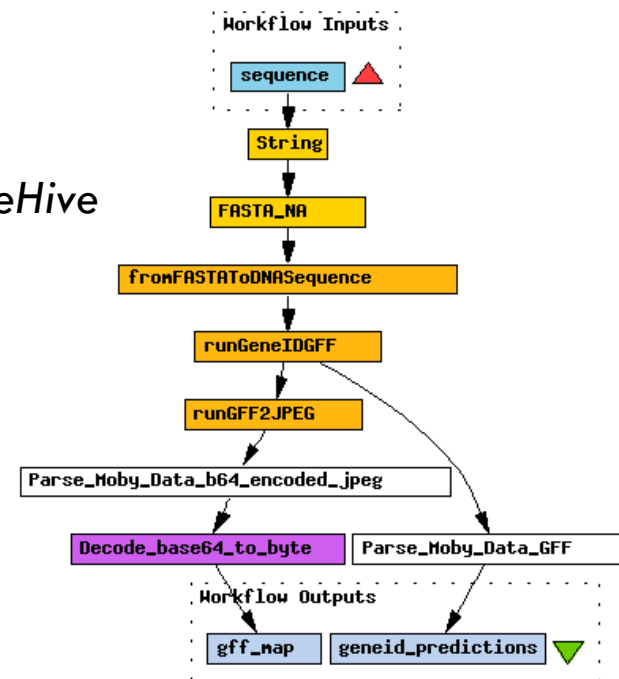 Workflow Inputs
sequence
String
eHive
FASTA_NA
fromFASTAToDNASequence
runGeneIDGFF
runGFF2JPEG
Parse_Moby_Data_b64_encoded_jpeg
Decode_base64_to_byte
Parse_Moby_Data_GFF
Workflow Outputs
gff_map
geneid_predictions